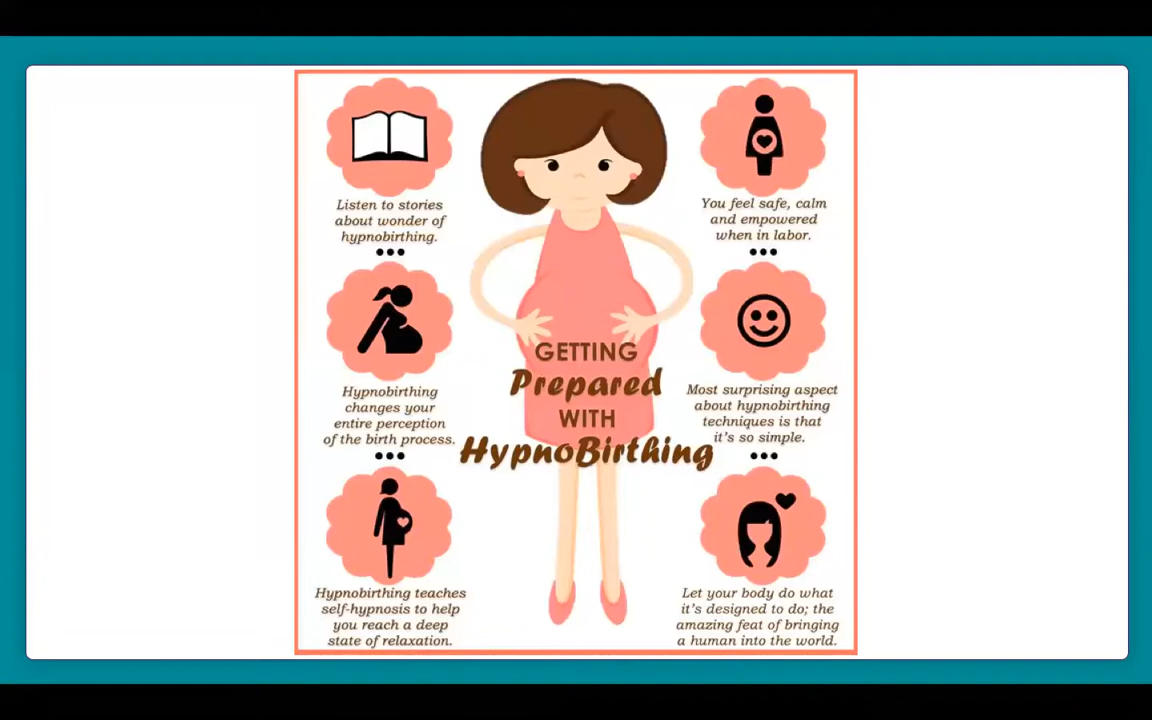 Listen to stories
about wonder of
hypnobirthing.
Hypnobirthing
changes your
entire perception
of the birth process.
Hypnobirthing teaches
self-hypnosis to help
you reach a deep
state of relaxation.
GETTING
Prepared
WITH
HypnoBirthing
You feel safe, calm
and empowered
when in labor.
Most surprising aspect
about hypnobirthing
techniques is that
it's so simple.
Let your body do what
it's designed to do; the
amazing feat of bringing
a human into the world.